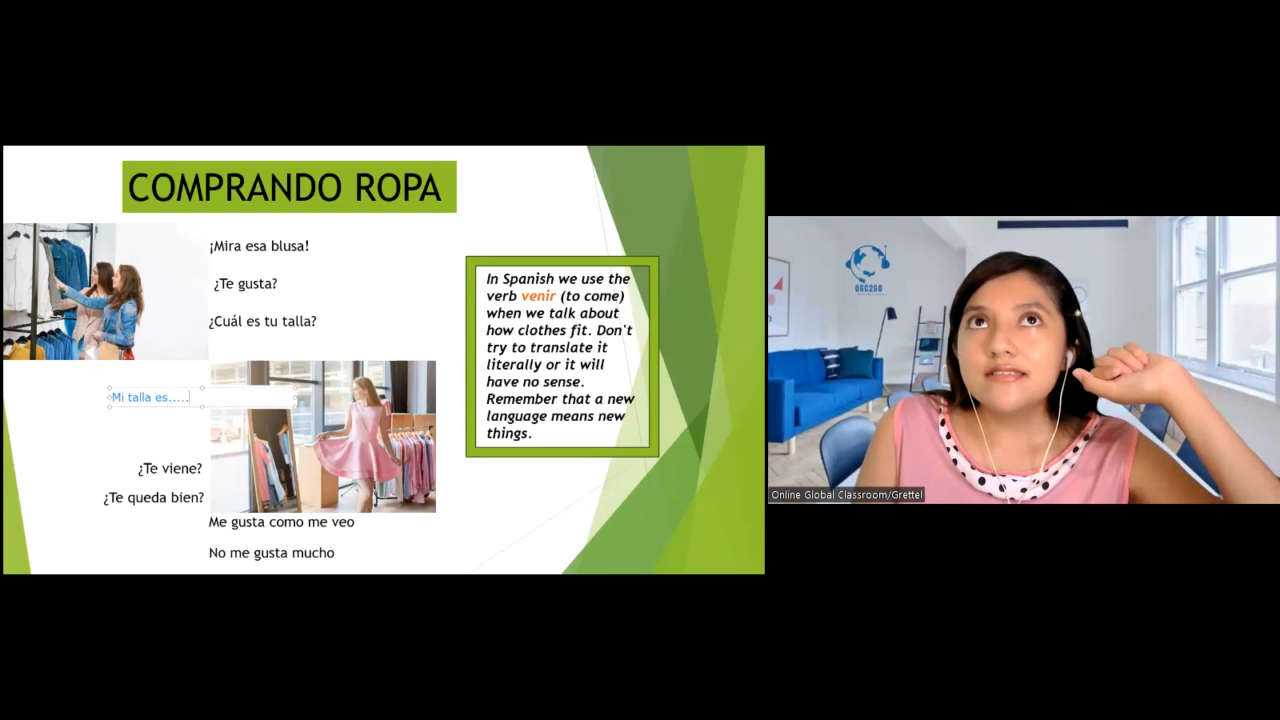 COMPRANDO ROPA
¡Mira esa blusa!
¿Te gusta?
¿Cuál es tu talla?
Mi talla es.....
¿Te viene?
¿Te queda bien?
Me gusta como me veo
No me gusta mucho
In Spanish we use the
verb venir (to come)
when we talk about
how clothes fit. Don't
try to translate it
literally or it will
have no sense.
Remember that a new
language means new
things.
OGC2GO
Online Global Classroom/Grettel